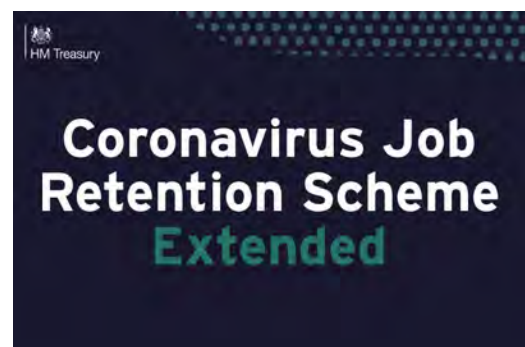 HM Treasury
Coronavirus Job
Retention Scheme
Extended